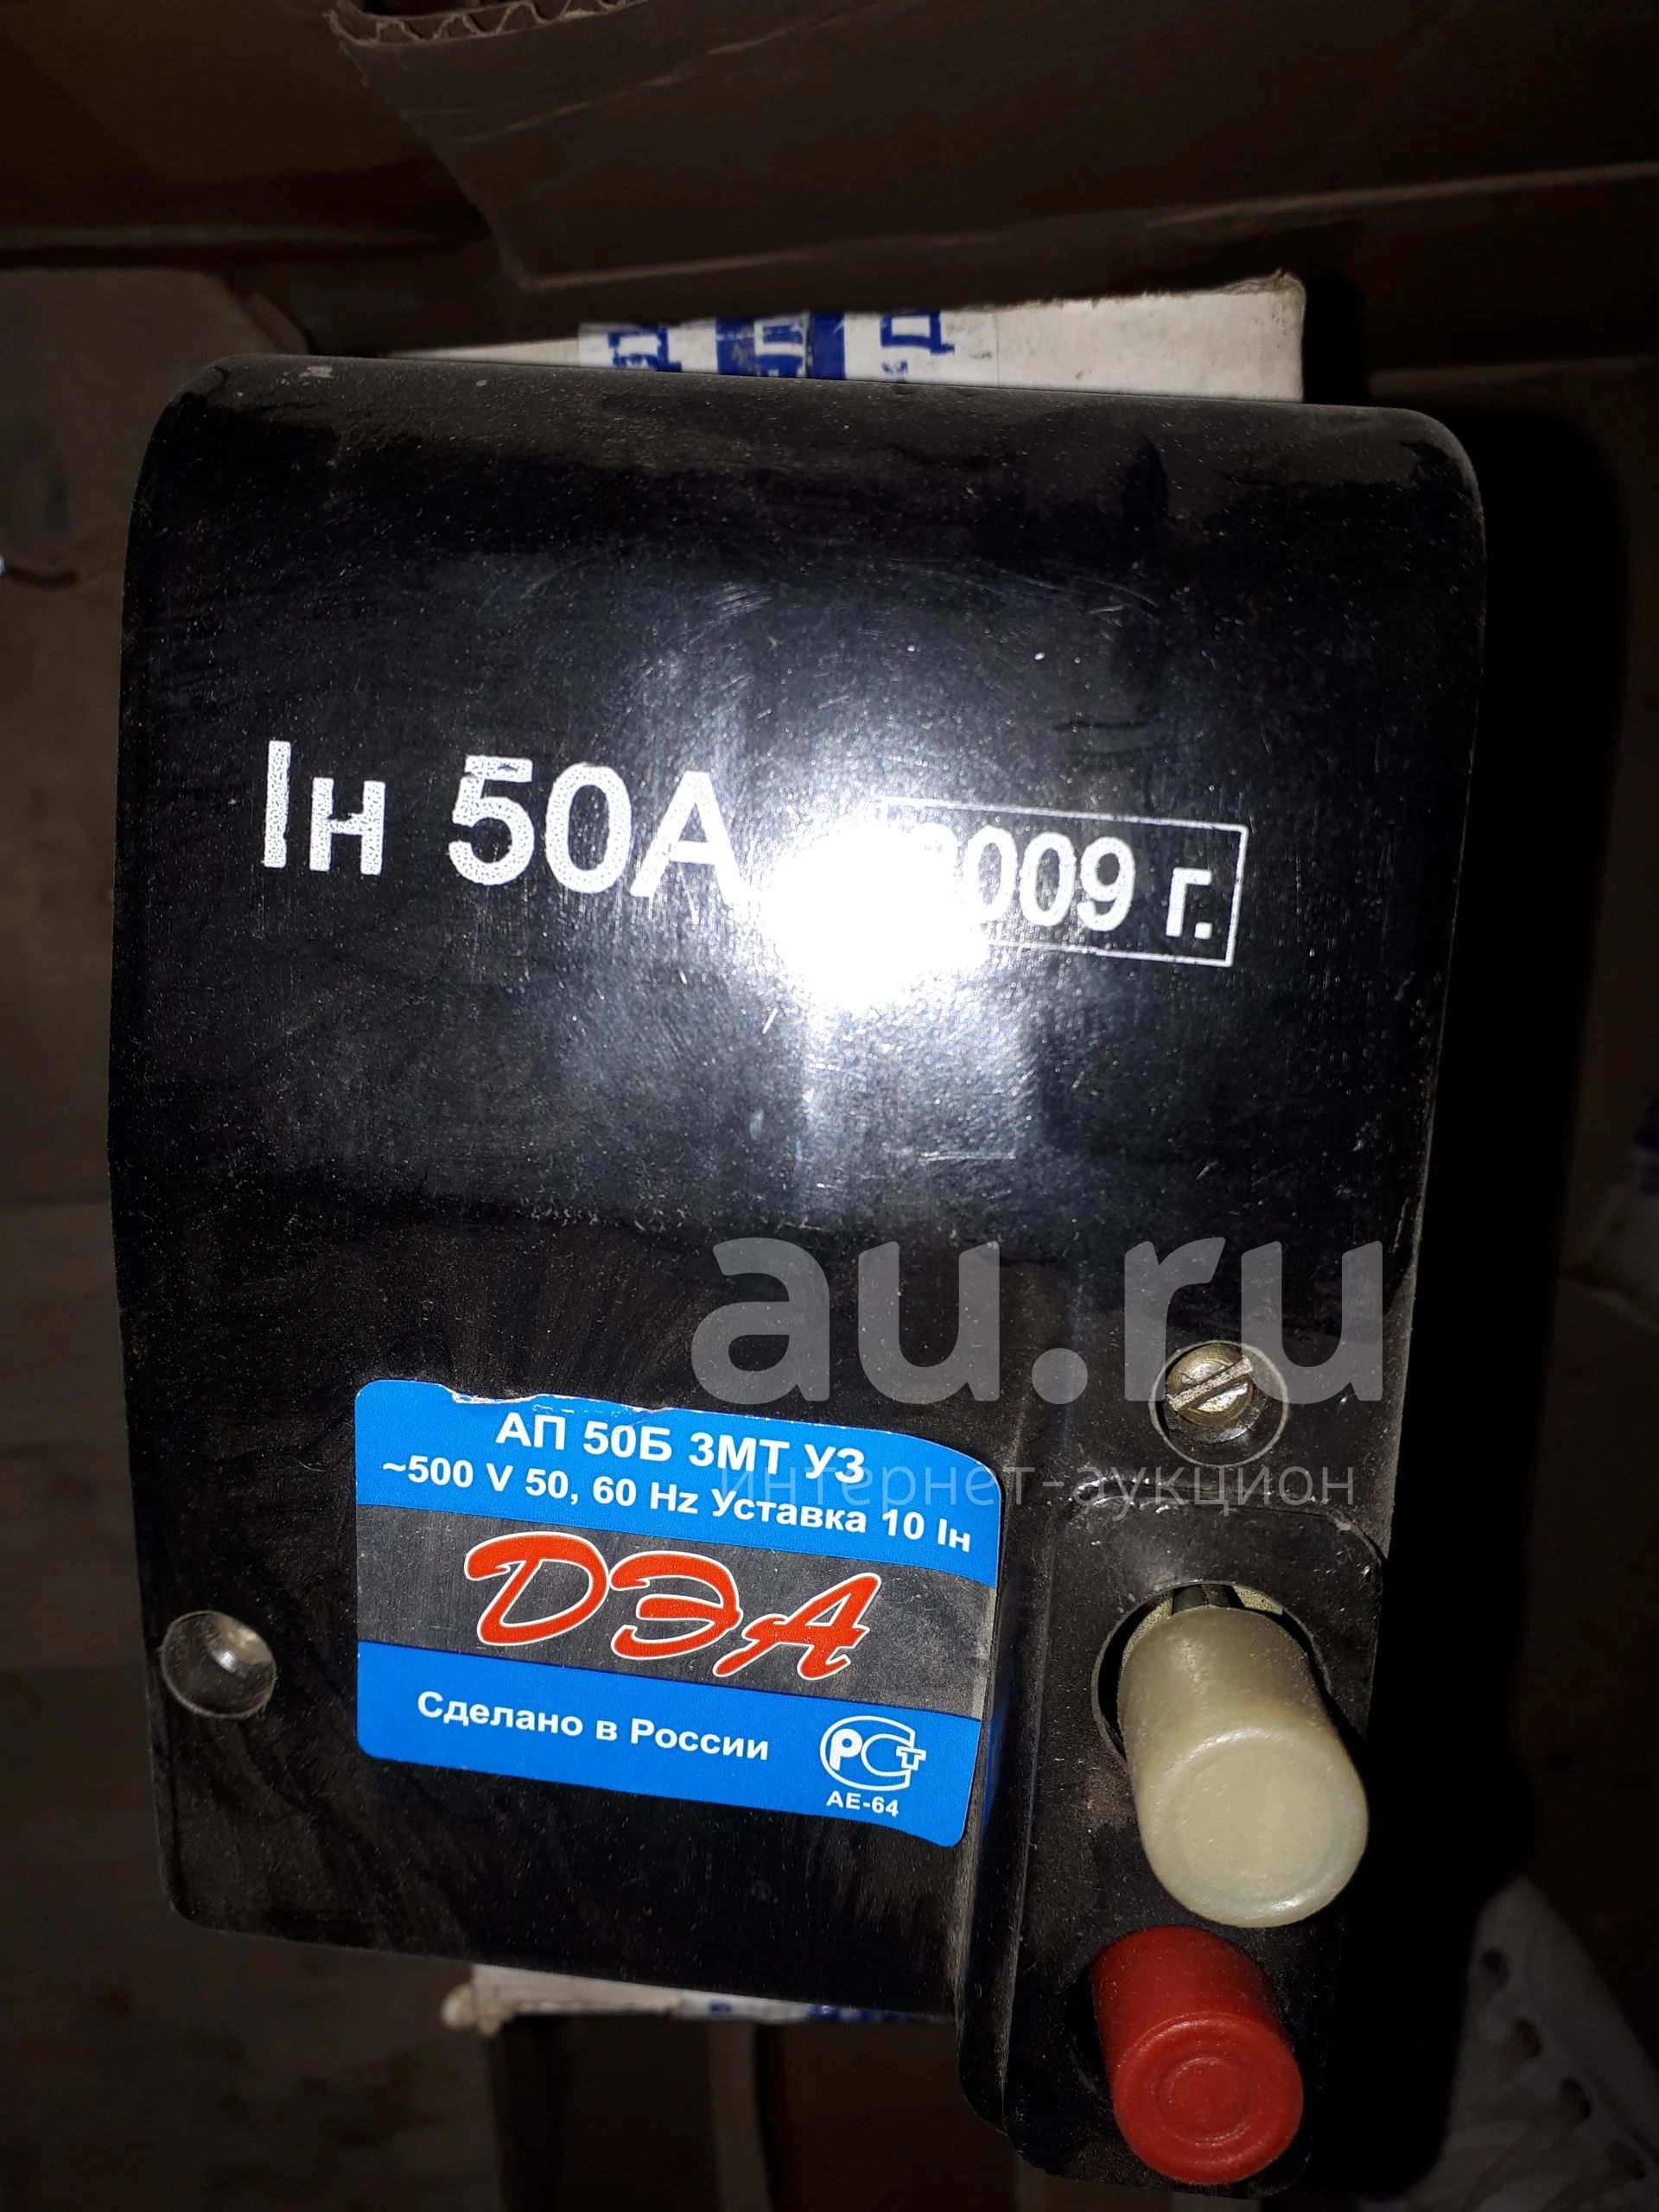 Iн 50А 2009 г.
au.ru
интернет-аукцион
АП 50Б 3МТ У3
~500 V 50, 60 Hz Уставка 10 Iн
ДЭА
Сделано в России
РСТ
АЕ-64